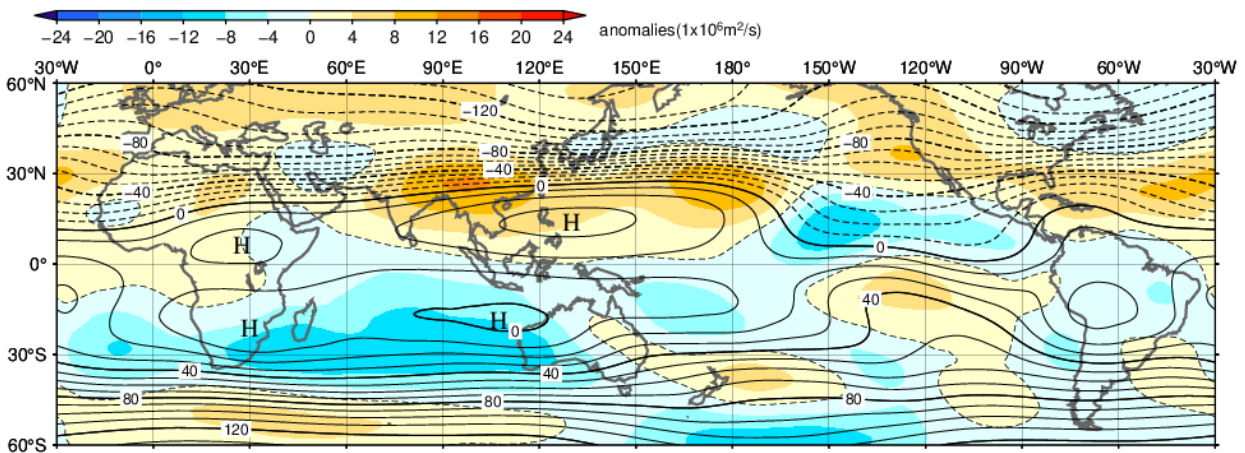 −24 −20 −16 −12 −8 −4 0 4 8 12 16 20 24
anomalies(1x10⁶m²/s)
30°W 0° 30°E 60°E 90°E 120°E 150°E 180° 150°W 120°W 90°W 60°W 30°W
60°N
−120
−80 −80 −80
−40
30°N
−40 0 −40
0
H
H 0
0°
40
H
H 0
30°S
40 40
80 80 80
120
60°S